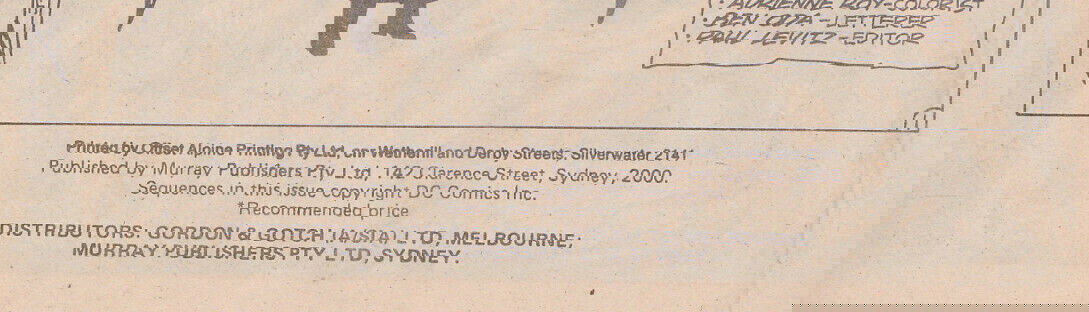 • ADRIENNE ROY-COLORIST
• BEN ODA-LETTERER
• PAUL LEVITZ-EDITOR
Printed by Offset Alpine Printing Pty Ltd, cnr Wetherill and Derby Streets, Silverwater 2141
Published by Murray Publishers Pty Ltd, 142 Clarence Street, Sydney, 2000.
Sequences in this issue copyright DC Comics Inc.
*Recommended price
DISTRIBUTORS: GORDON & GOTCH (A/SIA) LTD, MELBOURNE;
MURRAY PUBLISHERS PTY LTD, SYDNEY.